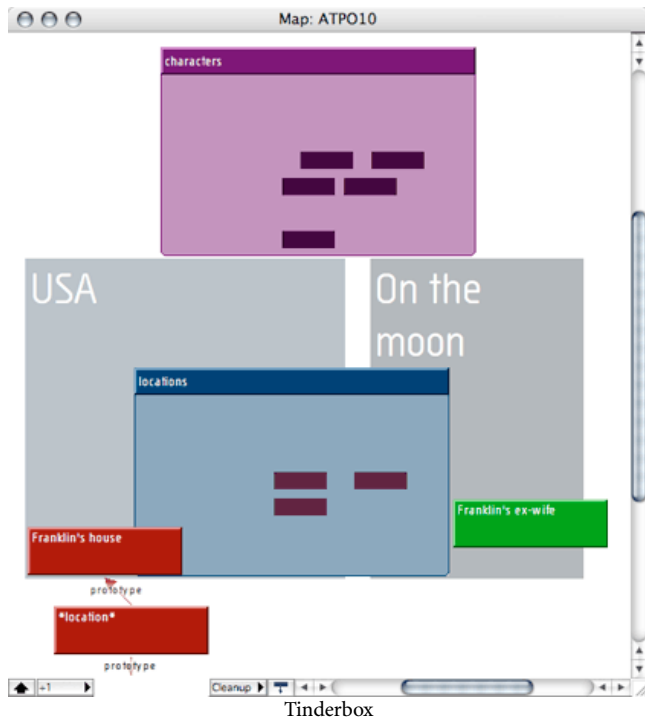 Map: ATPO10
characters
USA
On the
moon
locations
Franklin's ex-wife
Franklin's house
prototype
*location*
prototype
+1
Cleanup
Tinderbox